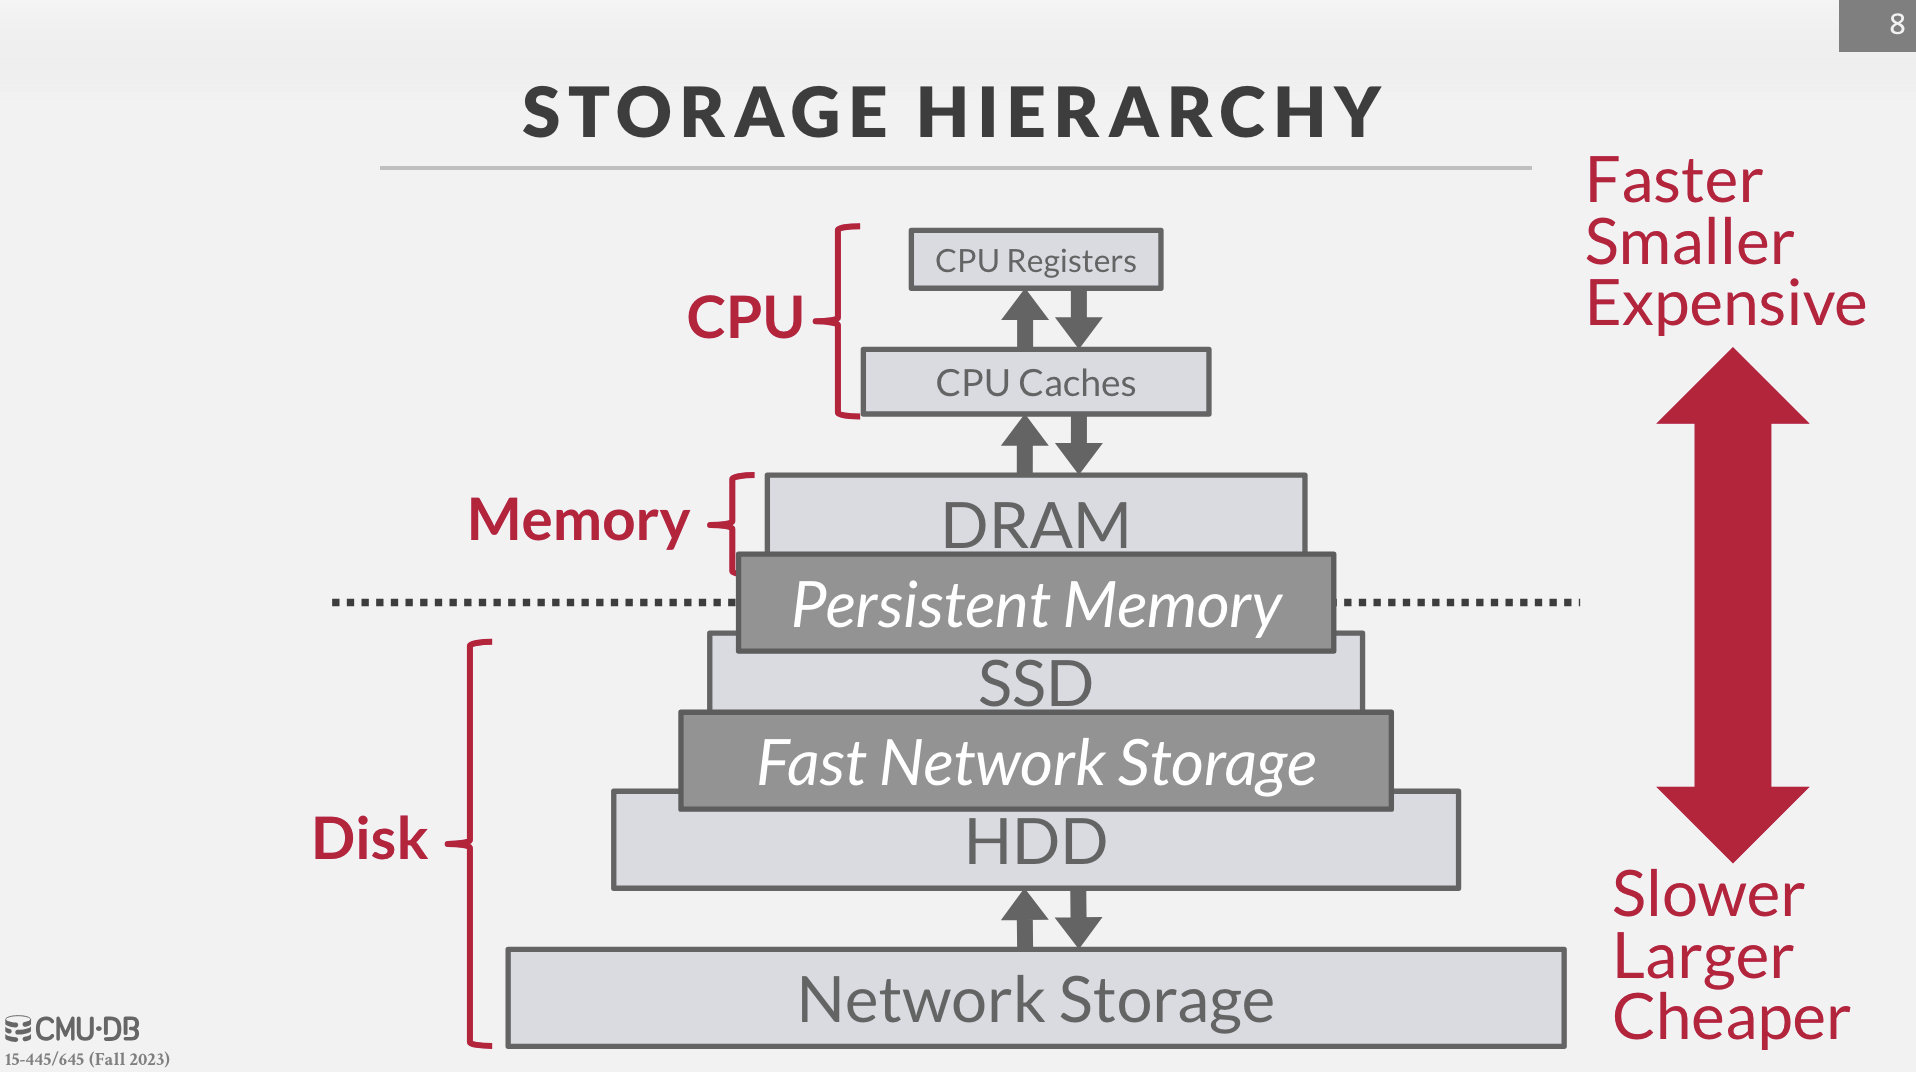 8
STORAGE HIERARCHY
Faster
Smaller
Expensive
CPU Registers
CPU
CPU Caches
Memory
DRAM
Persistent Memory
SSD
Fast Network Storage
Disk
HDD
Slower
Larger
Cheaper
Network Storage
CMU·DB
15-445/645 (Fall 2023)